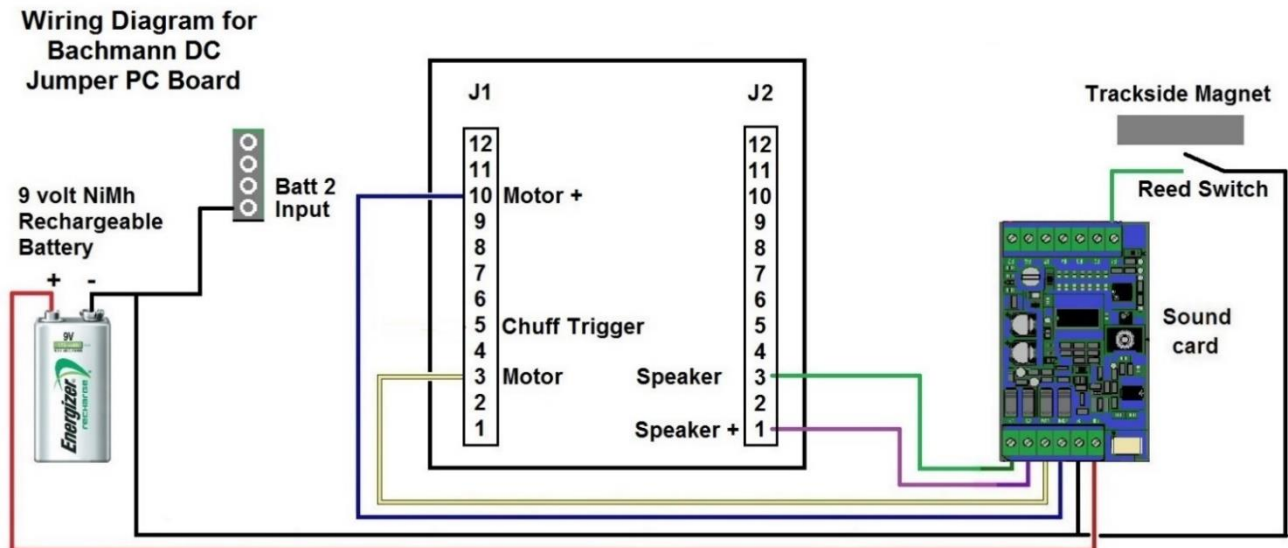 Wiring Diagram for
Bachmann DC
Jumper PC Board
9 volt NiMh
Rechargeable
Battery
+ -
9V
Energizer
recharge
Batt 2
Input
J1
12
11
10 Motor +
9
8
7
6
5 Chuff Trigger
4
3 Motor
2
1
J2
12
11
10
9
8
7
6
5
4
Speaker 3
2
Speaker + 1
Trackside Magnet
Reed Switch
Sound
card